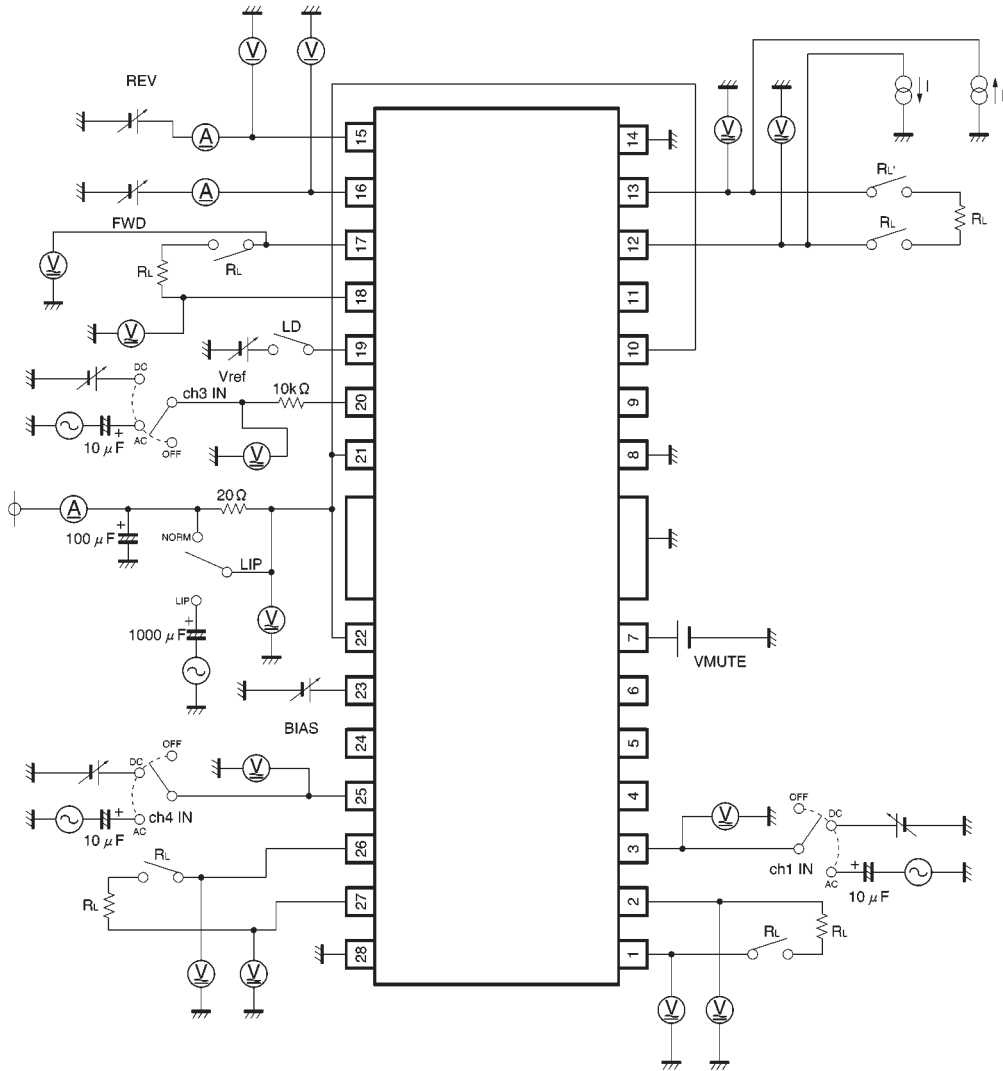 V V
REV
A 15 14
V V
I I
A 16 13 RL'
FWD
17 12 RL RL
RL RL
V
18 11
V
LD
19 10
Vref
DC
ch3 IN 10kΩ
20 9
AC
10 μF +
OFF
V
21 8
A 20Ω
+
100 μF
NORM
LIP
LIP
+
1000 μF
V
22 7
VMUTE
23 6
BIAS
24 5
OFF
DC
V
25 4
ch4 IN
AC
10 μF +
V
OFF
DC
26 3
ch1 IN
AC
+
10 μF
RL
RL
27 2
RL
RL
28 1
V V
V V